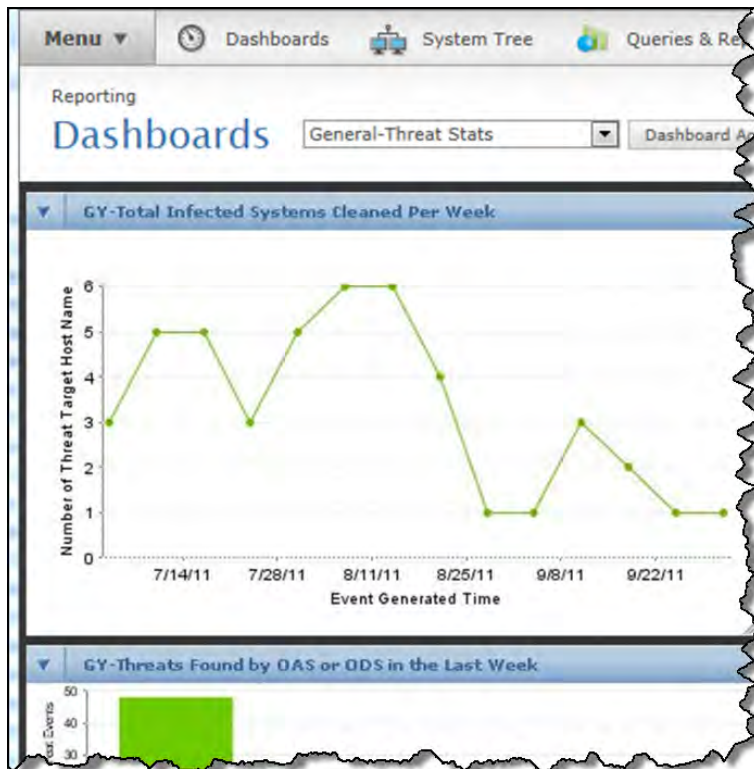 Menu ▼ Dashboards System Tree Queries &
Reporting
Dashboards General-Threat Stats Dashboard
GY-Total Infected Systems Cleaned Per Week
Number of Threat Target Host Name
6
5
4
3
2
1
0
7/14/11 7/28/11 8/11/11 8/25/11 9/8/11 9/22/11
Event Generated Time
GY-Threats Found by OAS or ODS in the Last Week
Events
50
40
30